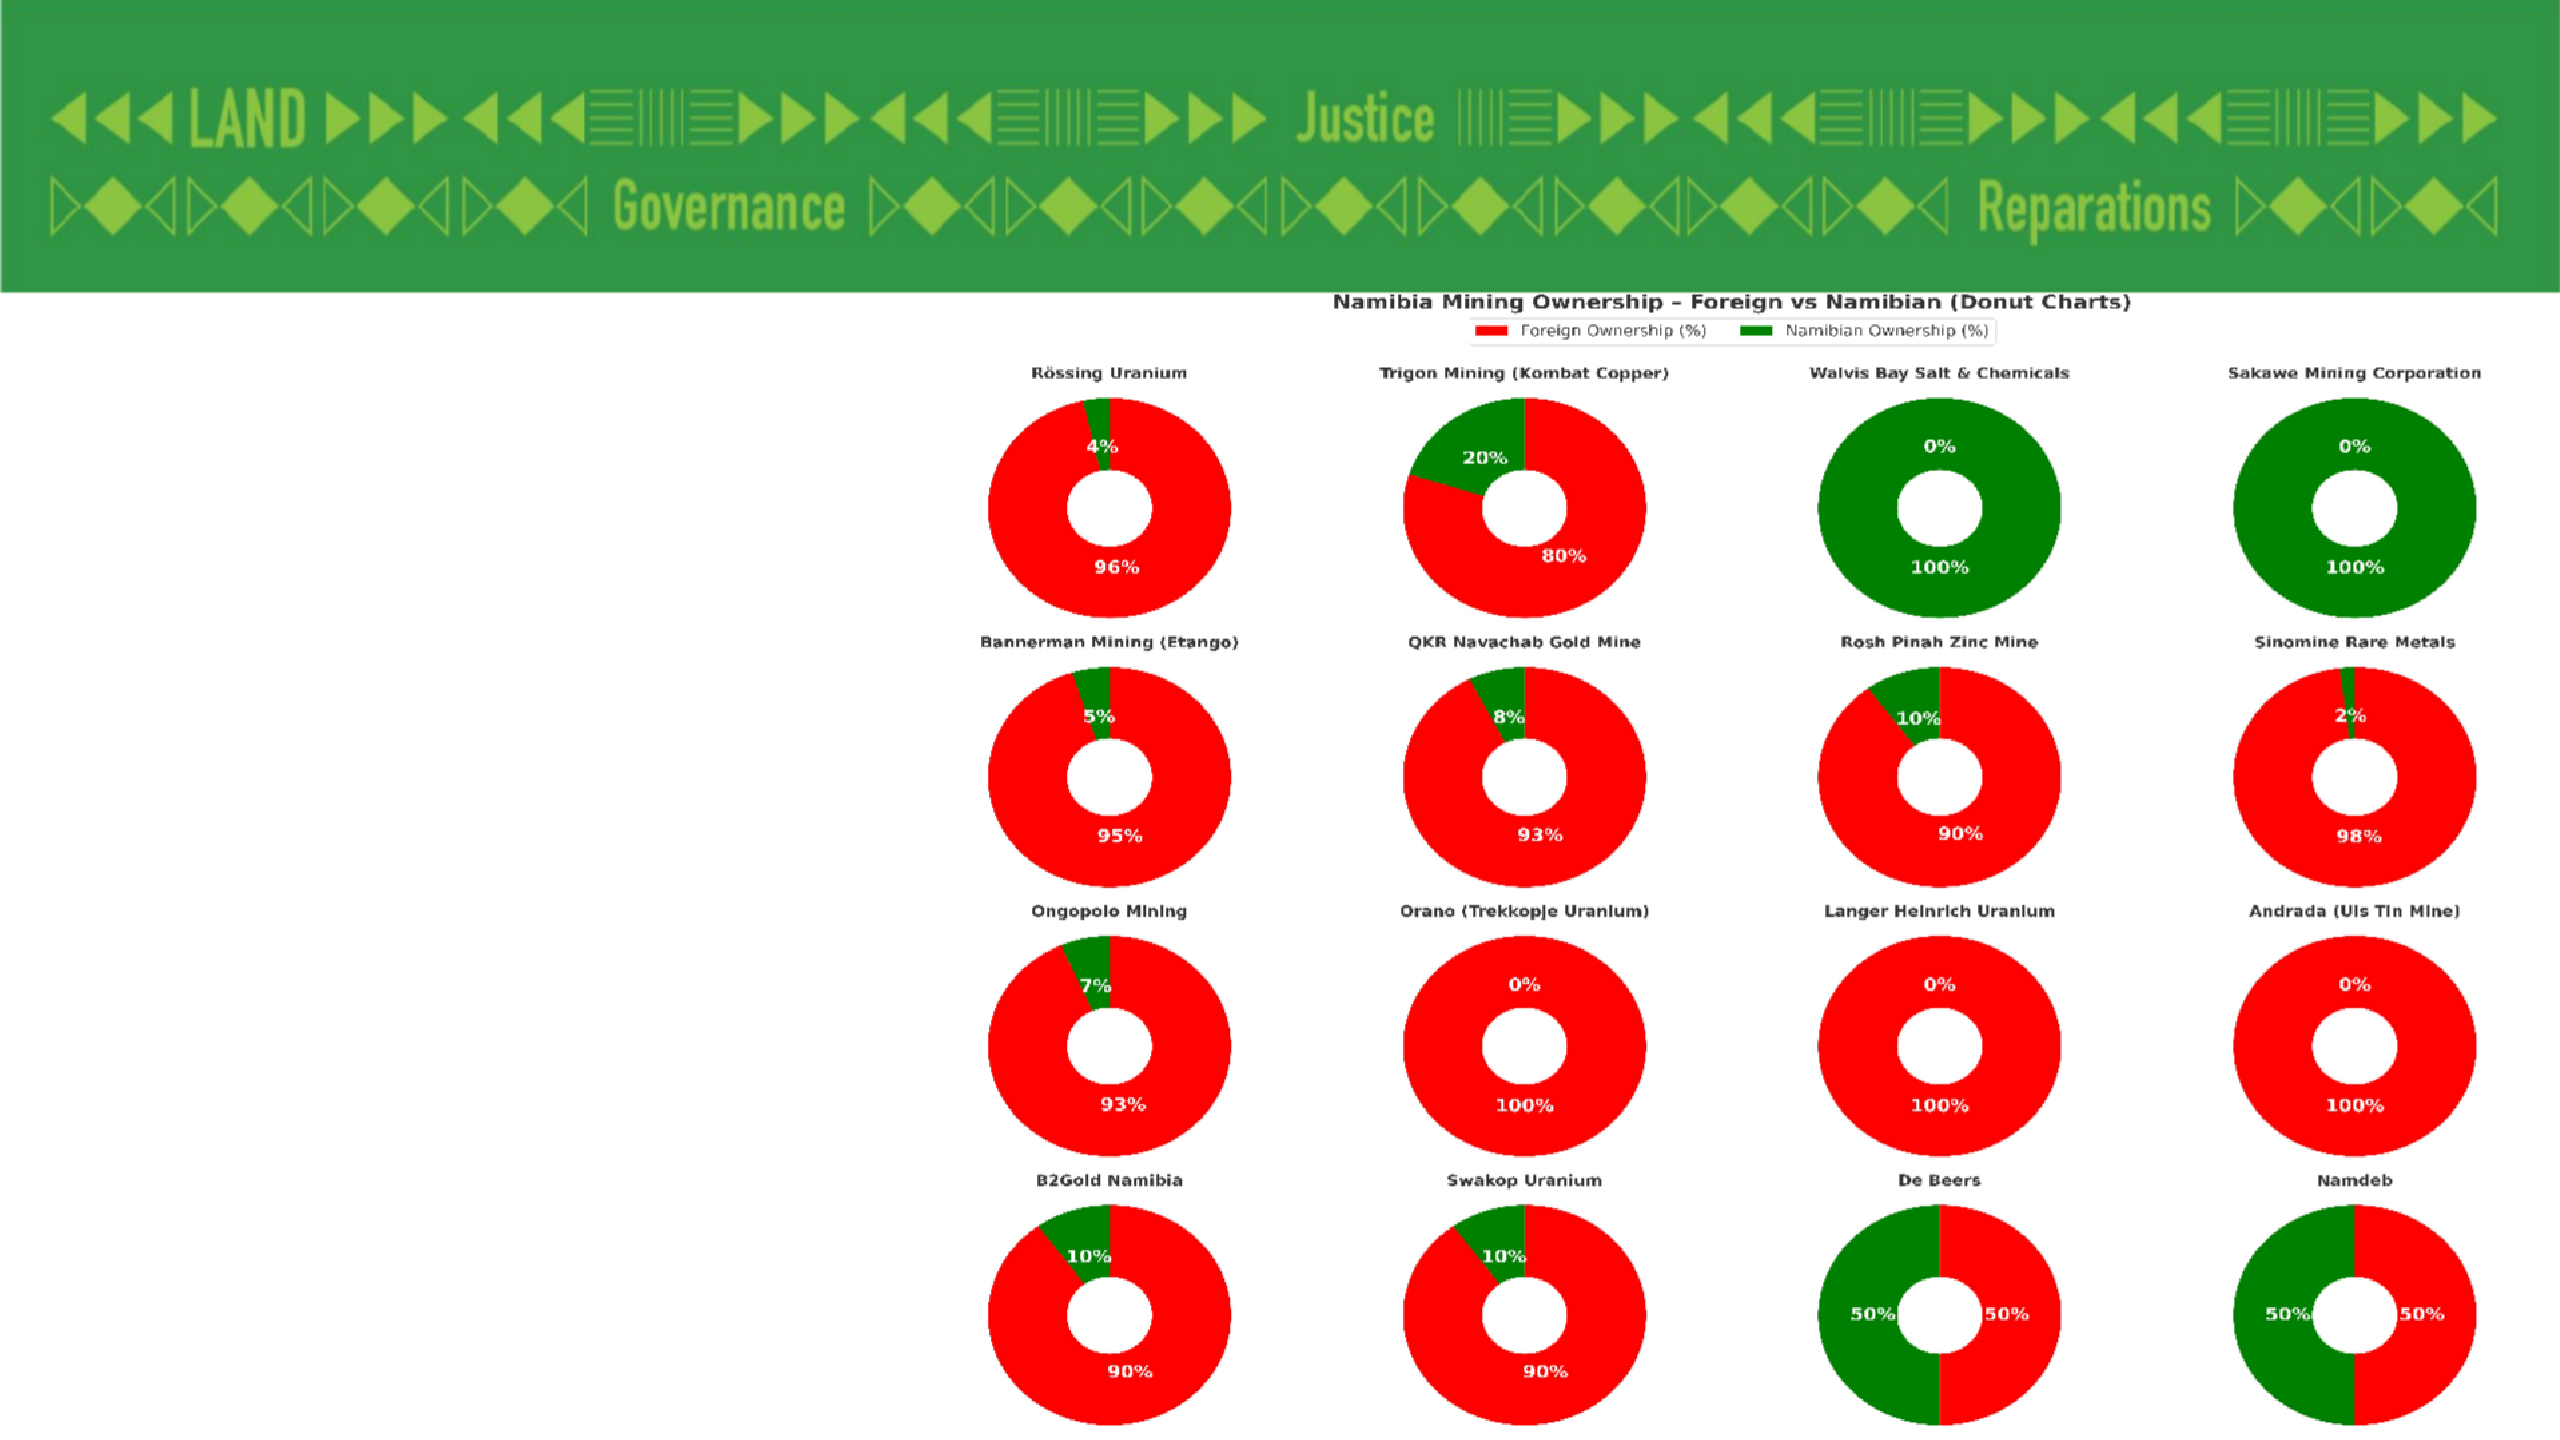 LAND Justice
Governance Reparations
Namibia Mining Ownership – Foreign vs Namibian (Donut Charts)
Foreign Ownership (%) Namibian Ownership (%)
Rössing Uranium
4%
96%
Trigon Mining (Kombat Copper)
20%
80%
Walvis Bay Salt & Chemicals
0%
100%
Sakawe Mining Corporation
0%
100%
Bannerman Mining (Etango)
5%
95%
QKR Navachab Gold Mine
8%
93%
Rosh Pinah Zinc Mine
10%
90%
Sinomine Rare Metals
2%
98%
Ongopolo Mining
7%
93%
Orano (Trekkopje Uranium)
0%
100%
Langer Heinrich Uranium
0%
100%
Andrada (Uis Tin Mine)
0%
100%
B2Gold Namibia
10%
90%
Swakop Uranium
10%
90%
De Beers
50% 50%
Namdeb
50% 50%